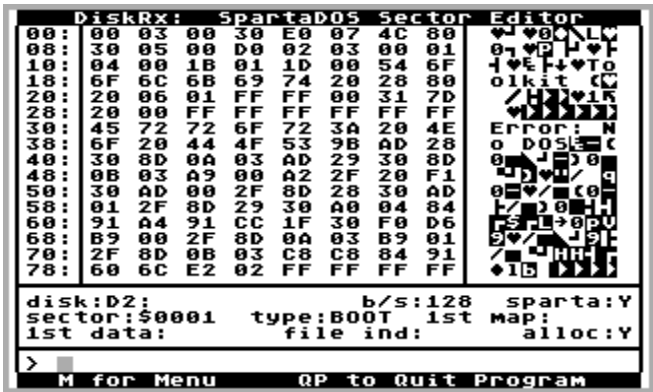 DiskRx: SpartaDOS Sector Editor
00: 00 03 00 30 E0 07 4C 80
08: 30 05 00 D0 02 03 00 01
10: 04 00 1B 01 1D 00 54 6F To
18: 6F 6C 6B 69 74 20 28 80 olkit (
20: 20 06 01 FF FF 00 31 7D
28: 20 00 FF FF FF FF FF FF
30: 45 72 72 6F 72 3A 20 4E Error: N
38: 6F 20 44 4F 53 9B AD 28 o DOS
40: 30 8D 0A 03 AD 29 30 8D
48: 0B 03 A9 00 A2 2F 20 F1
50: 30 AD 00 2F 8D 28 30 AD
58: 01 2F 8D 29 30 A0 04 84
60: 91 A4 91 CC 1F 30 F0 D6
68: B9 00 2F 8D 0A 03 B9 01
70: 2F 8D 0B 03 C8 C8 84 91
78: 60 6C E2 02 FF FF FF FF
disk:D2: b/s:128 sparta:Y
sector:$0001 type:BOOT 1st map:
1st data: file ind: alloc:Y
>
M for Menu QP to Quit Program